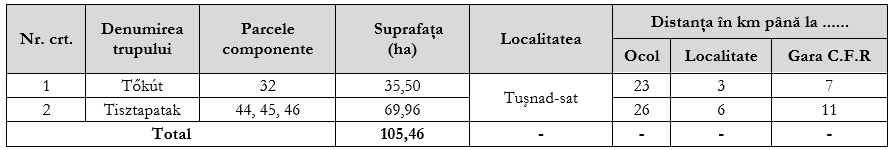 Nr. crt. Denumirea trupului Parcele componente Suprafața (ha) Localitatea Distanța în km până la ......
Ocol Localitate Gara C.F.R
1 Tőkút 32 35,50 Tușnad-sat 23 3 7
2 Tisztapatak 44, 45, 46 69,96 26 6 11
Total 105,46 - - - -